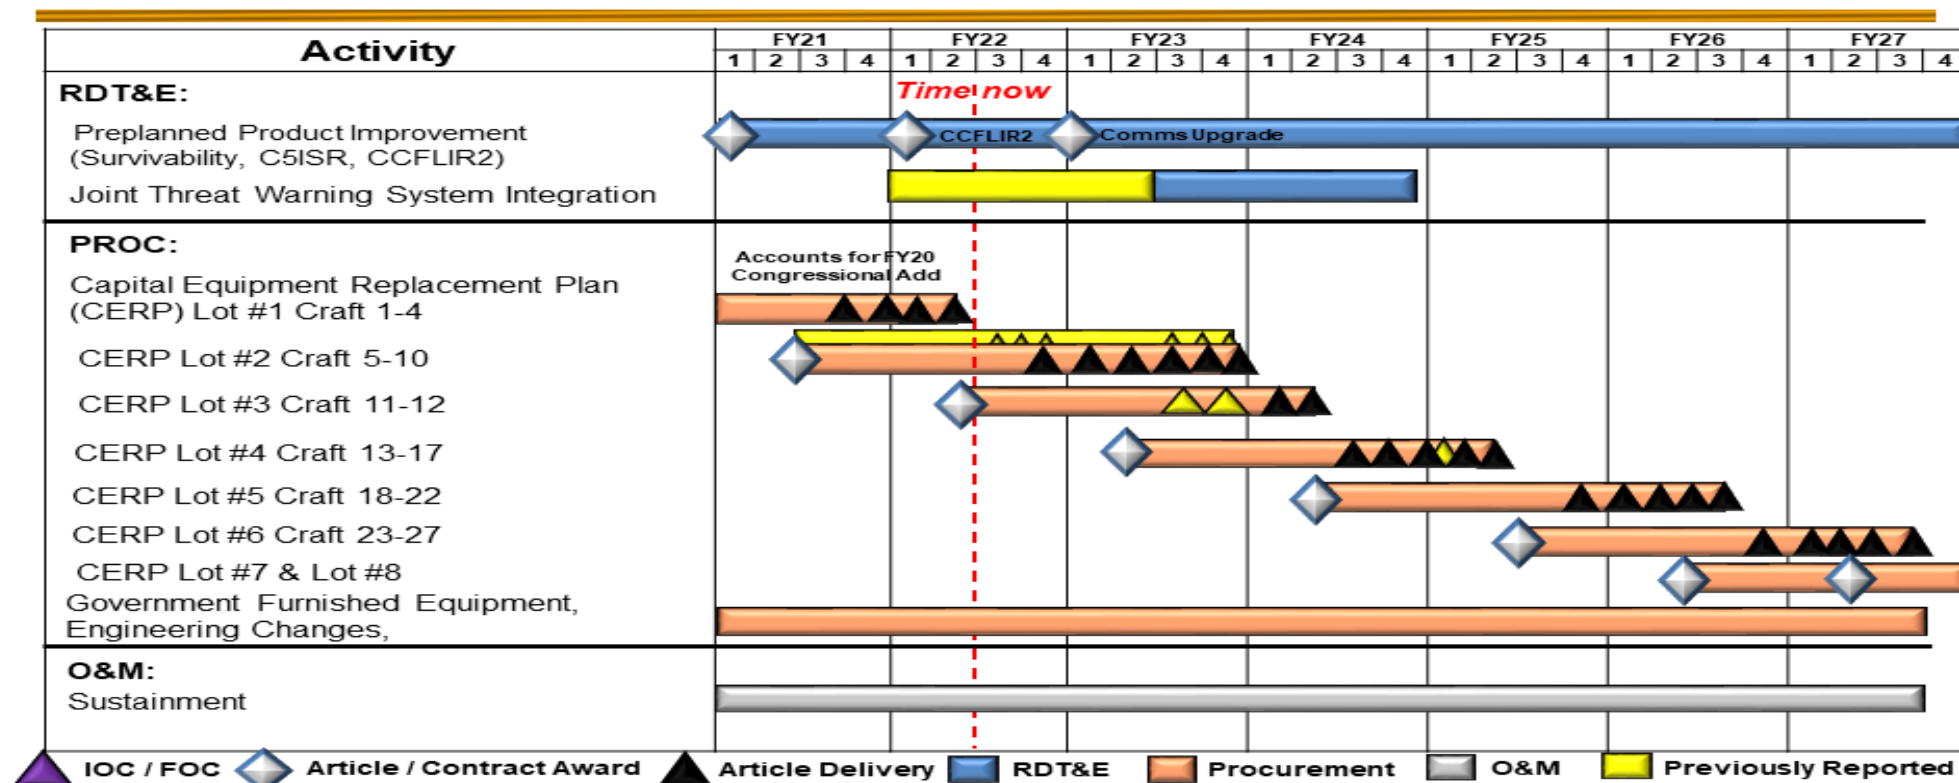 Activity
FY21 FY22 FY23 FY24 FY25 FY26 FY27
1 2 3 4 1 2 3 4 1 2 3 4 1 2 3 4 1 2 3 4 1 2 3 4 1 2 3 4
RDT&E:
Time now
Preplanned Product Improvement
(Survivability, C5ISR, CCFLIR2)
CCFLIR2 Comms Upgrade
Joint Threat Warning System Integration
PROC:
Accounts for FY20
Congressional Add
Capital Equipment Replacement Plan
(CERP) Lot #1 Craft 1-4
CERP Lot #2 Craft 5-10
CERP Lot #3 Craft 11-12
CERP Lot #4 Craft 13-17
CERP Lot #5 Craft 18-22
CERP Lot #6 Craft 23-27
CERP Lot #7 & Lot #8
Government Furnished Equipment,
Engineering Changes,
O&M:
Sustainment
IOC / FOC Article / Contract Award Article Delivery RDT&E Procurement O&M Previously Reported